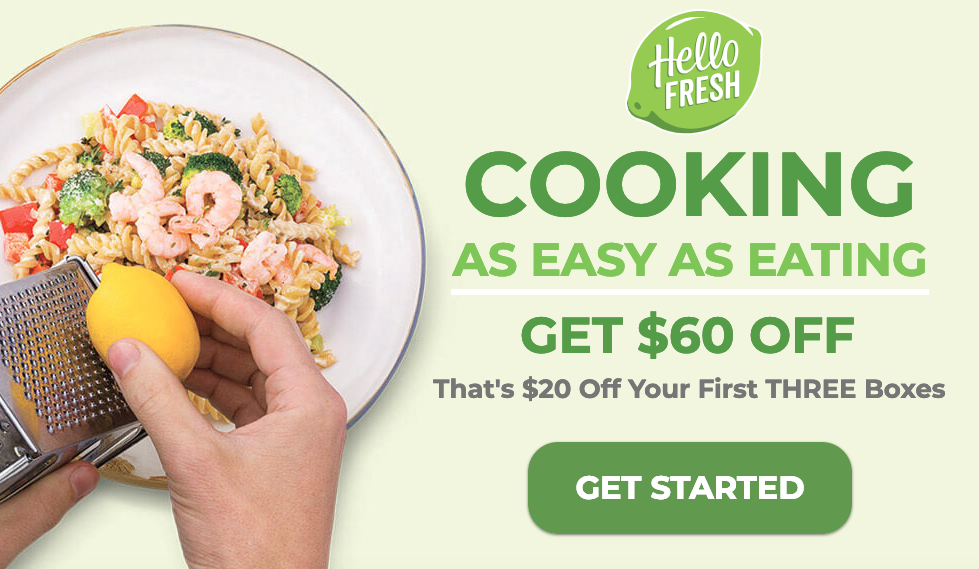 Hello
FRESH
COOKING
AS EASY AS EATING
GET $60 OFF
That's $20 Off Your First THREE Boxes
GET STARTED